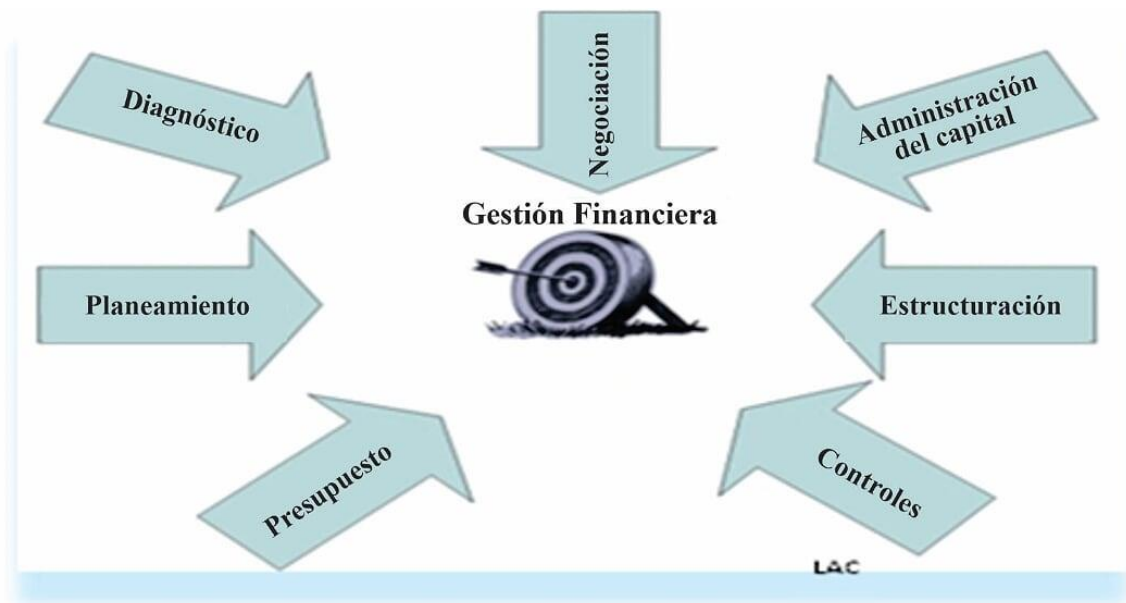 Negociación
Diagnóstico
Administración
del capital
Gestión Financiera
Planeamiento
Estructuración
Presupuesto
Controles
LAC